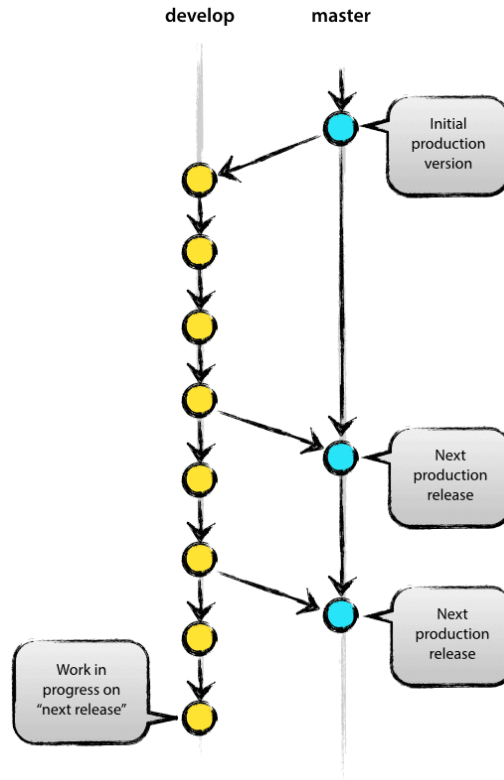 develop
master
Initial
production
version
Next
production
release
Next
production
release
Work in
progress on
“next release”